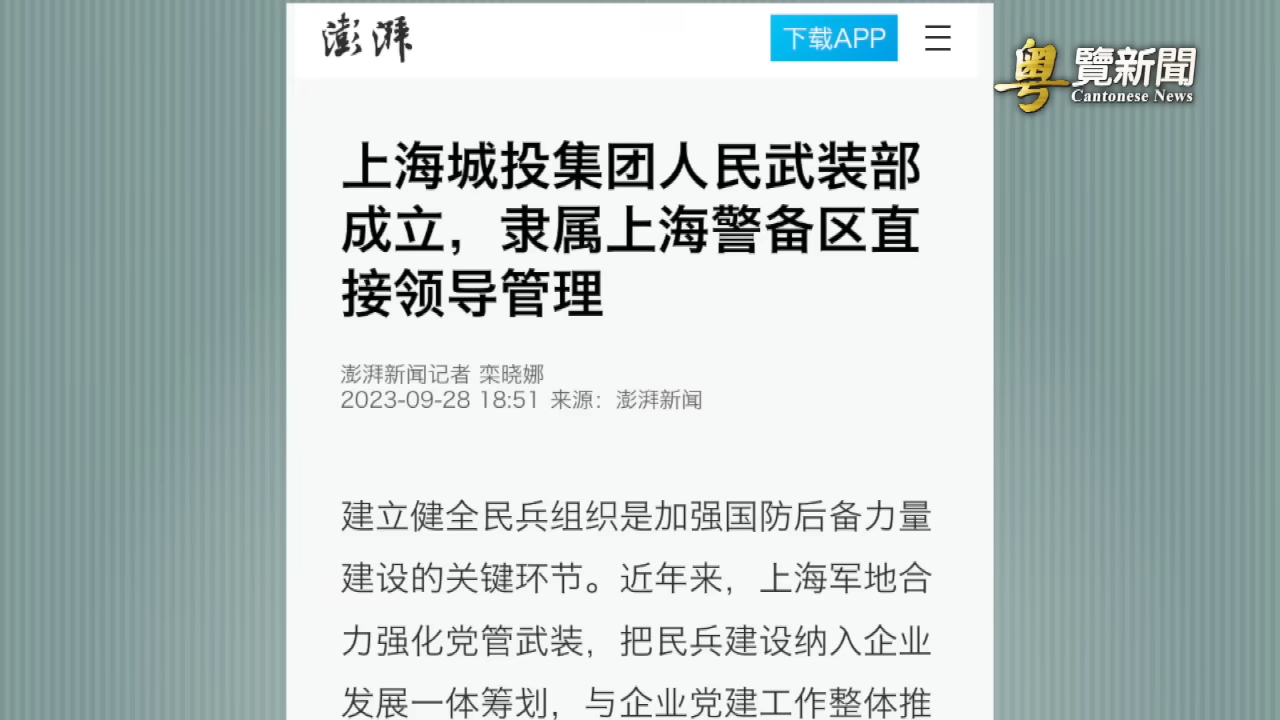 澎湃
下载APP
粤覽新聞
Cantonese News
上海城投集团人民武装部
成立，隶属上海警备区直
接领导管理
澎湃新闻记者 栾晓娜
2023-09-28 18:51 来源：澎湃新闻
建立健全民兵组织是加强国防后备力量
建设的关键环节。近年来，上海军地合
力强化党管武装，把民兵建设纳入企业
发展一体筹划，与企业党建工作整体推